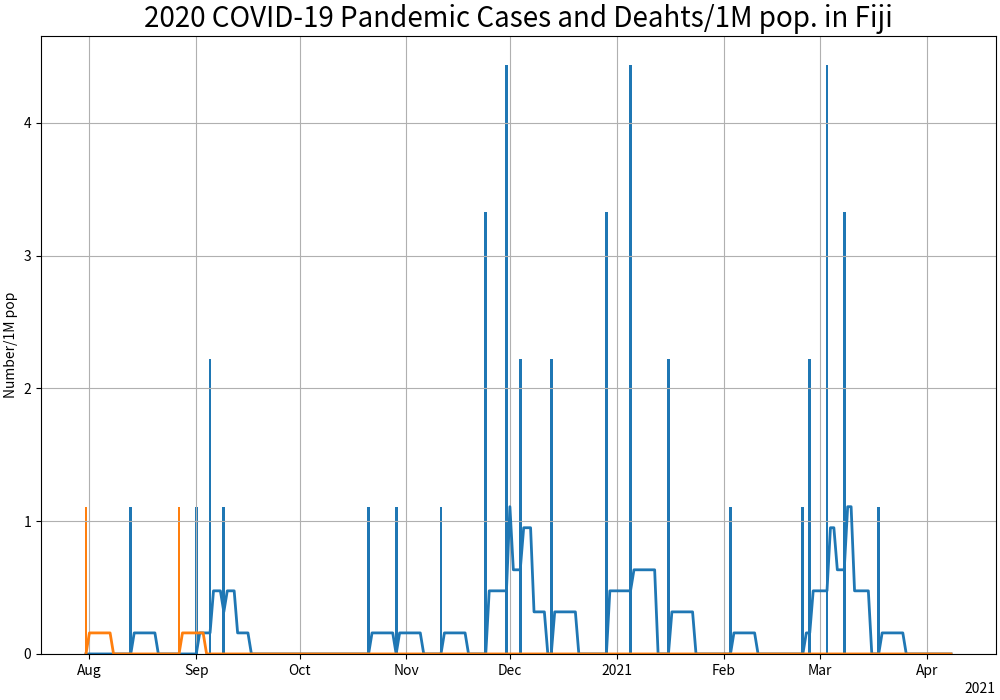 2020 COVID-19 Pandemic Cases and Deahts/1M pop. in Fiji
Number/1M pop
4
3
2
1
0
Aug Sep Oct Nov Dec 2021 Feb Mar Apr
2021